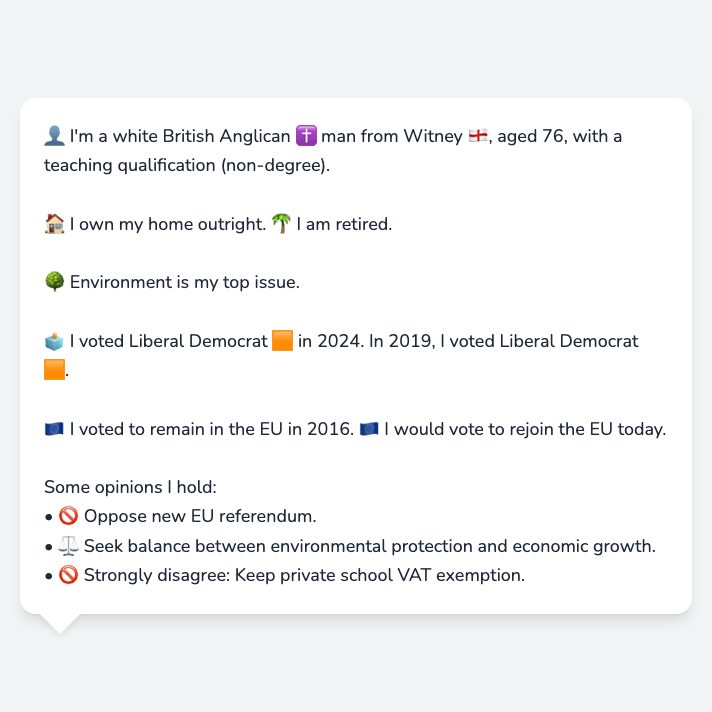 👤 I'm a white British Anglican ✝️ man from Witney 🏴󠁧󠁢󠁥󠁮󠁧󠁿, aged 76, with a
teaching qualification (non-degree).
🏠 I own my home outright. 🌴 I am retired.
🌳 Environment is my top issue.
🗳️ I voted Liberal Democrat 🟧 in 2024. In 2019, I voted Liberal Democrat
🟧.
🇪🇺 I voted to remain in the EU in 2016. 🇪🇺 I would vote to rejoin the EU today.
Some opinions I hold:
• 🚫 Oppose new EU referendum.
• ⚖️ Seek balance between environmental protection and economic growth.
• 🚫 Strongly disagree: Keep private school VAT exemption.